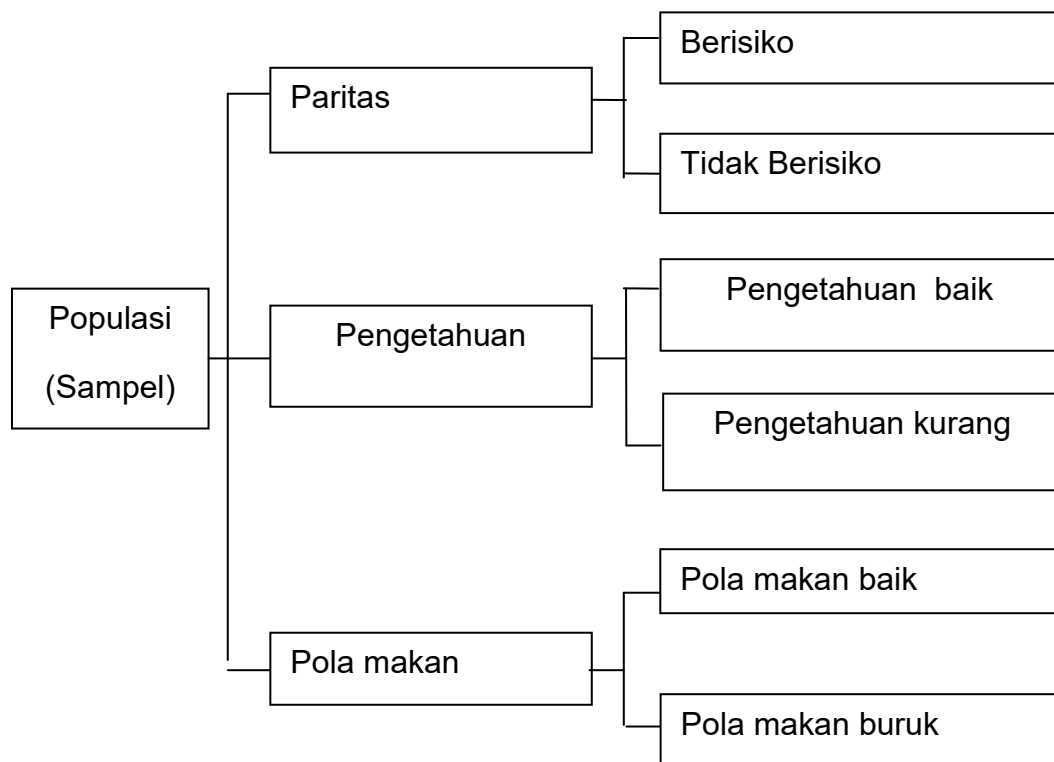 Populasi
(Sampel)
Paritas
Berisiko
Tidak Berisiko
Pengetahuan
Pengetahuan baik
Pengetahuan kurang
Pola makan
Pola makan baik
Pola makan buruk